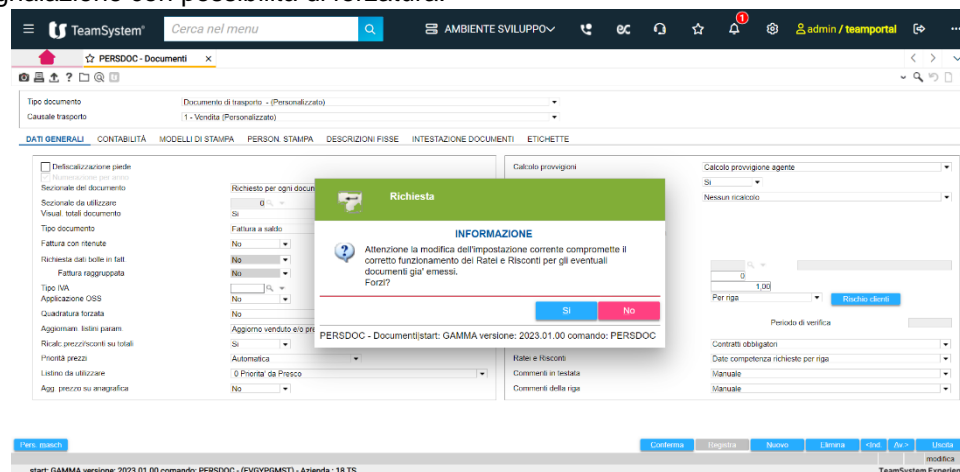 gnalazione con possibilità di forzatura.
TeamSystem®
Cerca nel menu
AMBIENTE SVILUPPO
1
admin / teamportal
PERSDOC - Documenti ×
Tipo documento Documento di trasporto - (Personalizzato)
Causale trasporto 1 - Vendita (Personalizzato)
DATI GENERALI CONTABILITÀ MODELLI DI STAMPA PERSON. STAMPA DESCRIZIONI FISSE INTESTAZIONE DOCUMENTI ETICHETTE
Defiscalizzazione piede
Numerazione per anno
Sezionale del documento Richiesto per ogni docun
Sezionale da utilizzare 0
Visual. totali documento Si
Tipo documento Fattura a saldo
Fattura con ritenute No
Richiesta dati bolle in fatt. No
Fattura raggruppata No
Tipo IVA
Applicazione OSS No
Quadratura forzata No
Aggiornam. listini param. Aggiorno venduto e/o pre
Ricalc.prezzi/sconti su totali Si
Priorità prezzi Automatica
Listino da utilizzare 0 Priorita' da Presco
Agg. prezzo su anagrafica No
Calcolo provvigioni Calcolo provvigione agente
Si
Nessun ricalcolo
0
1,00
Per riga Rischio clienti
Periodo di verifica
Contratti obbligatori
Ratei e Risconti Date competenza richieste per riga
Commenti in testata Manuale
Commenti della riga Manuale
Richiesta
INFORMAZIONE
Attenzione la modifica dell'impostazione corrente compromette il
corretto funzionamento dei Ratei e Risconti per gli eventuali
documenti gia' emessi.
Forzi?
Si No
PERSDOC - Documenti|start: GAMMA versione: 2023.01.00 comando: PERSDOC
Pers. masch Conferma Registra Nuovo Elimina <Ind. Av.> Uscita
modifica
start: GAMMA versione: 2023.01.00 comando: PERSDOC - (EVGYPGMST) - Azienda : 18 TS
TeamSystem Experien